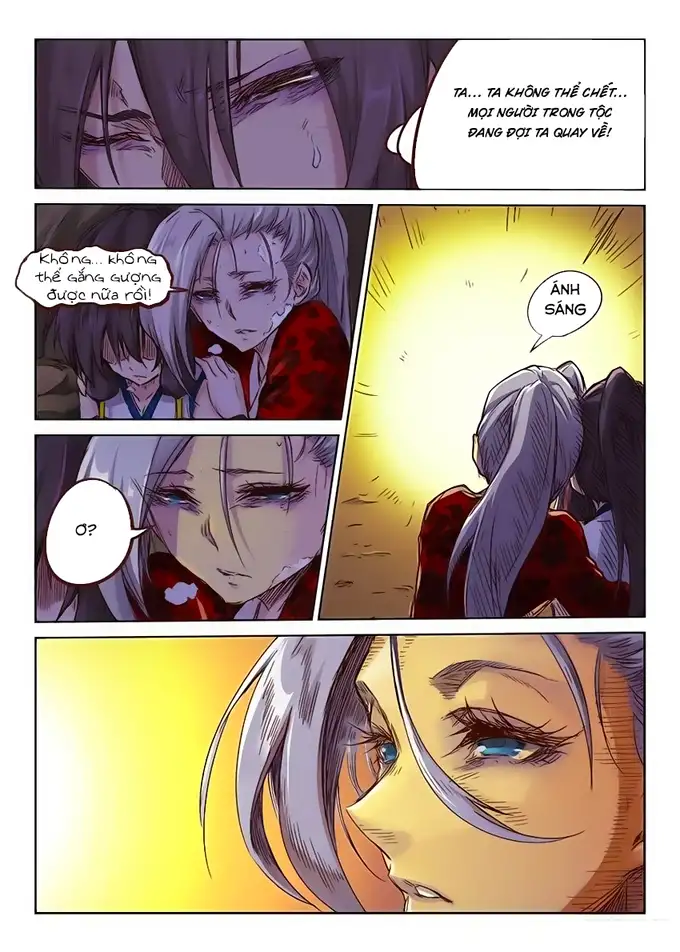 TA... TA KHÔNG THỂ CHẾT...
MỌI NGƯỜI TRONG TỘC
ĐANG ĐỢI TA QUAY VỀ!
Không... không
thể gắng gượng
được nữa rồi!
ÁNH
SÁNG
Ơ?